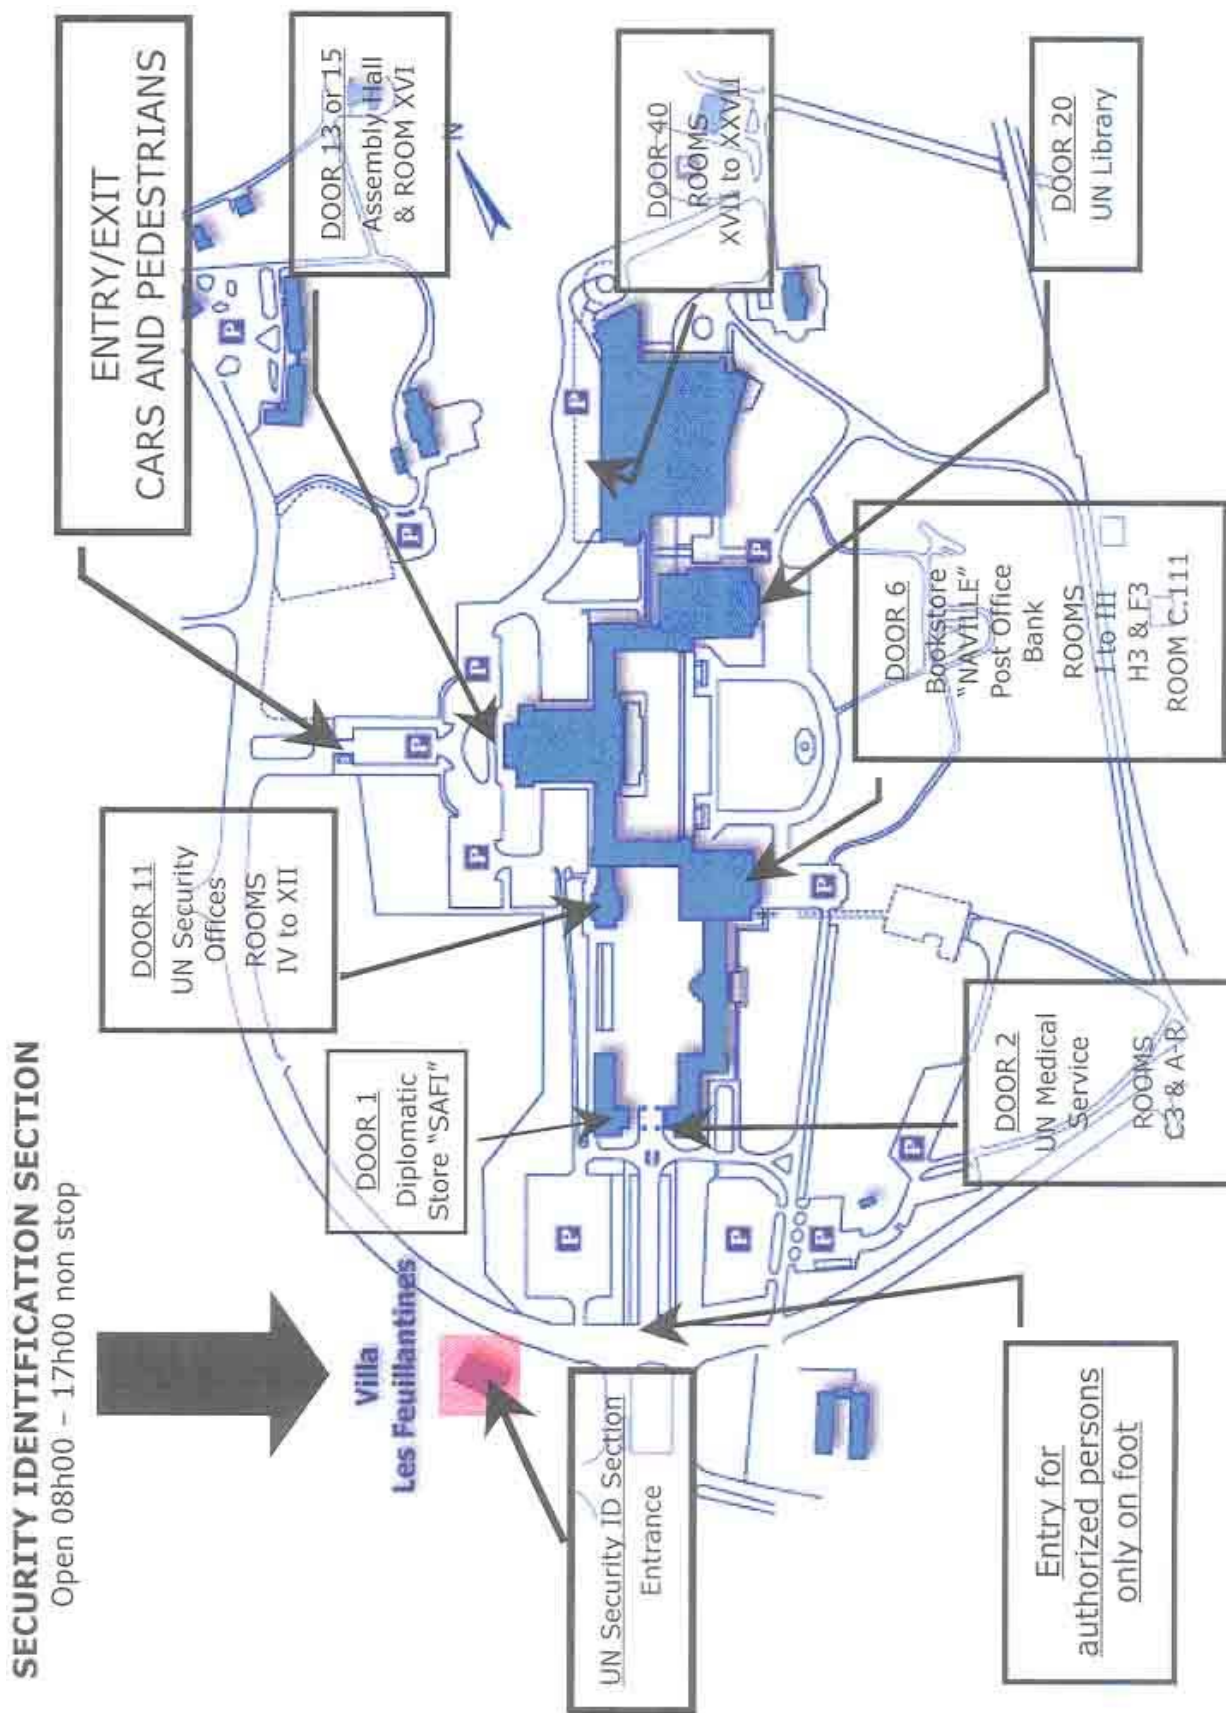 SECURITY IDENTIFICATION SECTION
Open 08h00 – 17h00 non stop
Villa
Les Feuillantines
UN Security ID Section
Entrance
Entry for
authorized persons
only on foot
DOOR 1
Diplomatic
Store "SAFI"
DOOR 2
UN Medical
Service
ROOMS
C3 & A-R
DOOR 11
UN Security
Offices
ROOMS
IV to XII
DOOR 6
Bookstore
"NAVILLE"
Post Office
Bank
ROOMS
I to III
H3 & F3
ROOM C.111
ENTRY/EXIT
CARS AND PEDESTRIANS
DOOR 13 or 15
Assembly Hall
& ROOM XVI
N
DOOR 40
ROOMS
XVII to XXVII
DOOR 20
UN Library
P
P
P
P
P
P
P
P
P
P
P
P